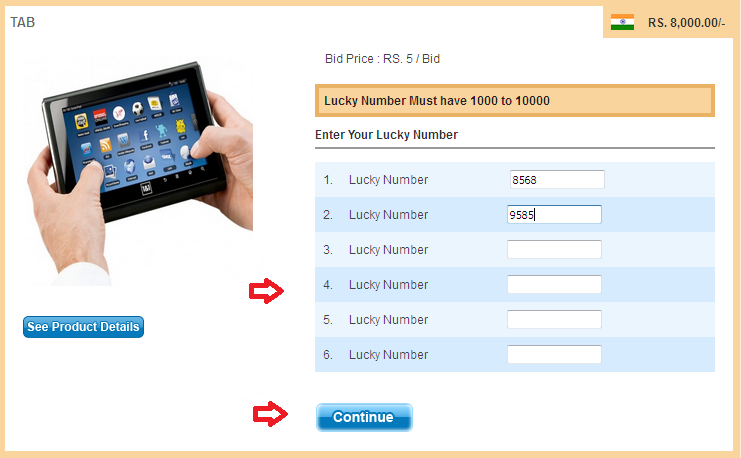 TAB
RS. 8,000.00/-
Bid Price : RS. 5 / Bid
Lucky Number Must have 1000 to 10000
Enter Your Lucky Number
1. Lucky Number 8568
2. Lucky Number 9585
3. Lucky Number
4. Lucky Number
5. Lucky Number
6. Lucky Number
See Product Details
Continue